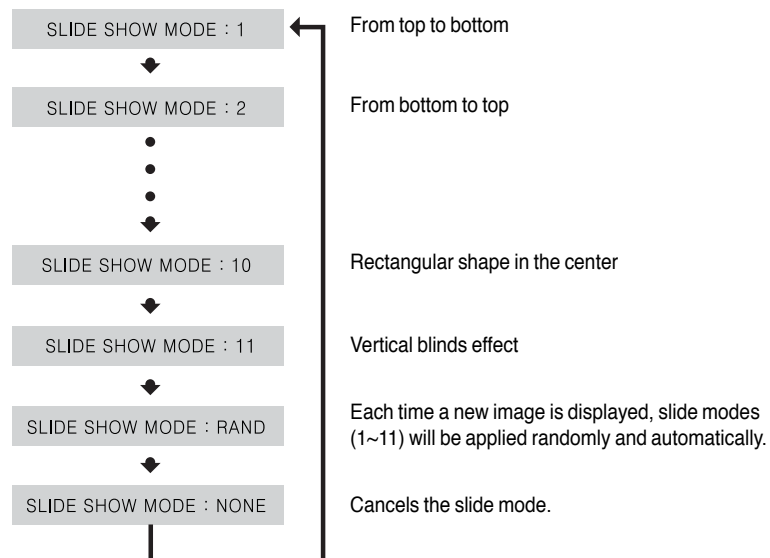 SLIDE SHOW MODE : 1
From top to bottom
SLIDE SHOW MODE : 2
From bottom to top
SLIDE SHOW MODE : 10
Rectangular shape in the center
SLIDE SHOW MODE : 11
Vertical blinds effect
SLIDE SHOW MODE : RAND
Each time a new image is displayed, slide modes
(1~11) will be applied randomly and automatically.
SLIDE SHOW MODE : NONE
Cancels the slide mode.